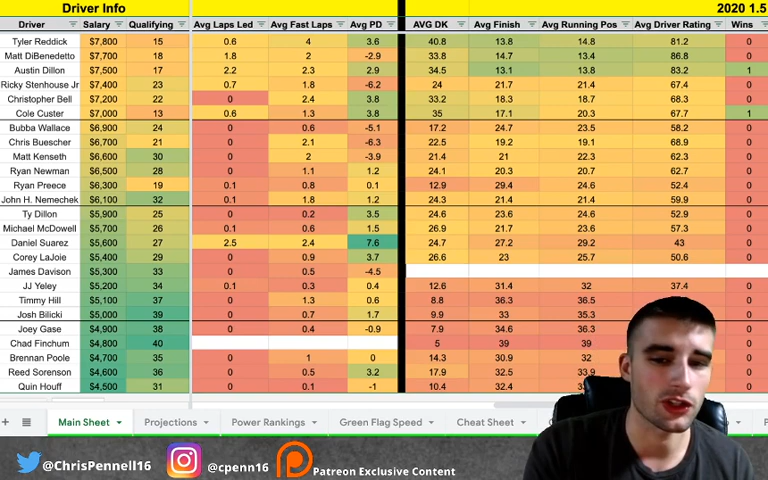 Driver Info 2020 1.5
Driver Salary Qualifying Avg Laps Led Avg Fast Laps Avg PD AVG DK Avg Finish Avg Running Pos Avg Driver Rating Wins
Tyler Reddick $7,800 15 0.6 4 3.6 40.8 13.8 14.8 81.2 0
Matt DiBenedetto $7,700 18 1.8 2 -2.9 33.8 14.7 13.4 86.8 0
Austin Dillon $7,500 17 2.2 2.3 2.9 34.5 13.1 13.8 83.2 1
Ricky Stenhouse Jr $7,400 23 0.7 1.8 -6.2 24 21.7 21.4 67.4 0
Christopher Bell $7,200 22 0 2.4 3.8 33.2 18.3 18.7 68.3 0
Cole Custer $7,000 13 0.6 1.3 3.8 35 17.1 20.3 67.7 1
Bubba Wallace $6,900 24 0 0.6 -5.1 17.2 24.7 23.5 58.2 0
Chris Buescher $6,700 21 0 2.1 -6.3 22.5 19.2 19.1 68.9 0
Matt Kenseth $6,600 30 0 2 -3.9 21.4 21 22.3 62.3 0
Ryan Newman $6,500 28 0 1.1 1.2 24.1 20.3 20.7 62.7 0
Ryan Preece $6,300 19 0.1 0.8 0.1 12.9 29.4 24.6 52.4 0
John H. Nemechek $6,100 32 0.1 1.8 1.2 24.3 21.4 21.4 59.9 0
Ty Dillon $5,900 25 0 0.2 3.5 24.6 23.6 24.6 52.9 0
Michael McDowell $5,700 26 0.1 0.6 1.5 26.9 21.7 23.6 57.3 0
Daniel Suarez $5,600 27 2.5 2.4 7.6 24.7 27.2 29.2 43 0
Corey LaJoie $5,400 29 0 0.9 3.7 26.6 23 25.7 50.6 0
James Davison $5,300 33 0 0.5 -4.5
JJ Yeley $5,200 34 0.1 0.3 0.4 12.6 31.4 32 37.4 0
Timmy Hill $5,100 37 0 1.3 0.6 8.8 36.3 36.5
Josh Bilicki $5,000 39 0 0.7 1.7 9.9 33 35.3
Joey Gase $4,900 38 0 0.4 -0.9 7.9 34.6 36.3
Chad Finchum $4,800 40 5 39 39
Brennan Poole $4,700 35 0 1 0 14.3 30.9 32 0
Reed Sorenson $4,600 36 0 0.5 3.2 17.9 32.5 33.9 0
Quin Houff $4,500 31 0 0.1 -1 10.4 32.4 0
+ Main Sheet Projections Power Rankings Green Flag Speed Cheat Sheet
@ChrisPennell16 @cpenn16 Patreon Exclusive Content